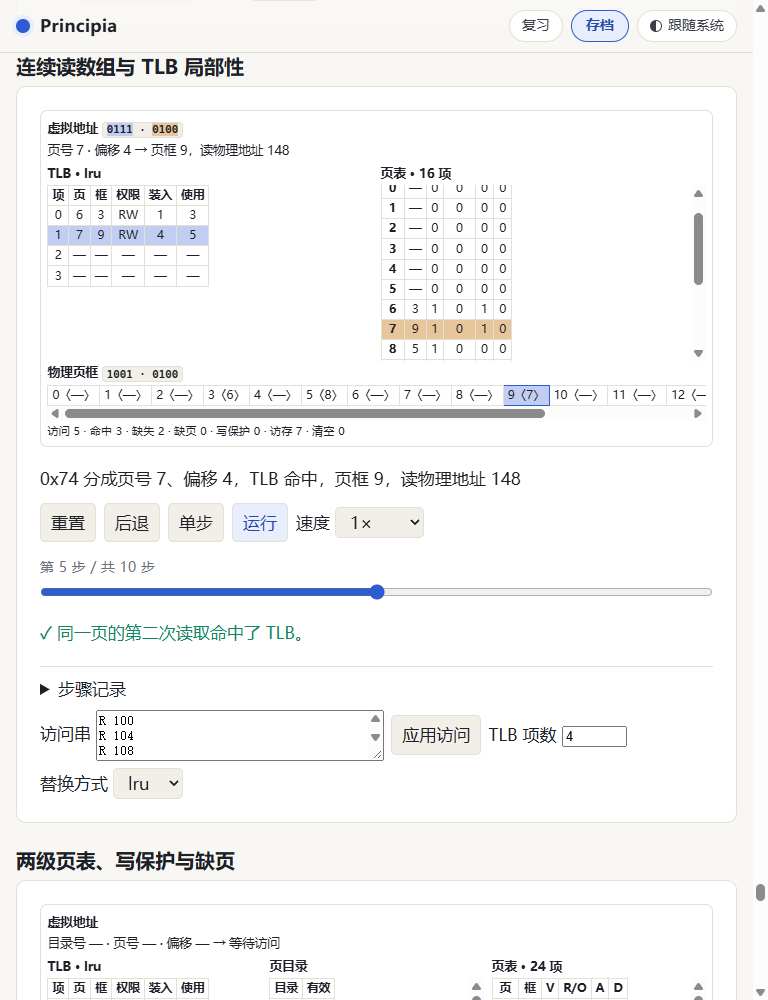 Principia
复习
存档
跟随系统
连续读数组与 TLB 局部性
虚拟地址 0111 · 0100
页号 7 · 偏移 4 → 页框 9，读物理地址 148
TLB • lru
项 页 框 权限 装入 使用
0 6 3 RW 1 3
1 7 9 RW 4 5
2 — — — — —
3 — — — — —
页表 • 16 项
0 — 0 0 0 0
1 — 0 0 0 0
2 — 0 0 0 0
3 — 0 0 0 0
4 — 0 0 0 0
5 — 0 0 0 0
6 3 1 0 1 0
7 9 1 0 1 0
8 5 1 0 0 0
物理页框 1001 · 0100
0〈—〉 1〈—〉 2〈—〉 3〈6〉 4〈—〉 5〈8〉 6〈—〉 7〈—〉 8〈—〉 9〈7〉 10〈—〉 11〈—〉 12〈—
访问 5 · 命中 3 · 缺失 2 · 缺页 0 · 写保护 0 · 访存 7 · 清空 0
0x74 分成页号 7、偏移 4，TLB 命中，页框 9，读物理地址 148
重置 后退 单步 运行 速度 1×
第 5 步 / 共 10 步
✓ 同一页的第二次读取命中了 TLB。
▶ 步骤记录
访问串
R 100
R 104
R 108
应用访问 TLB 项数 4
替换方式 lru
两级页表、写保护与缺页
虚拟地址
目录号 — · 页号 — · 偏移 — → 等待访问
TLB • lru
项 页 框 权限 装入 使用
页目录
目录 有效
页表 • 24 项
页 框 V R/O A D